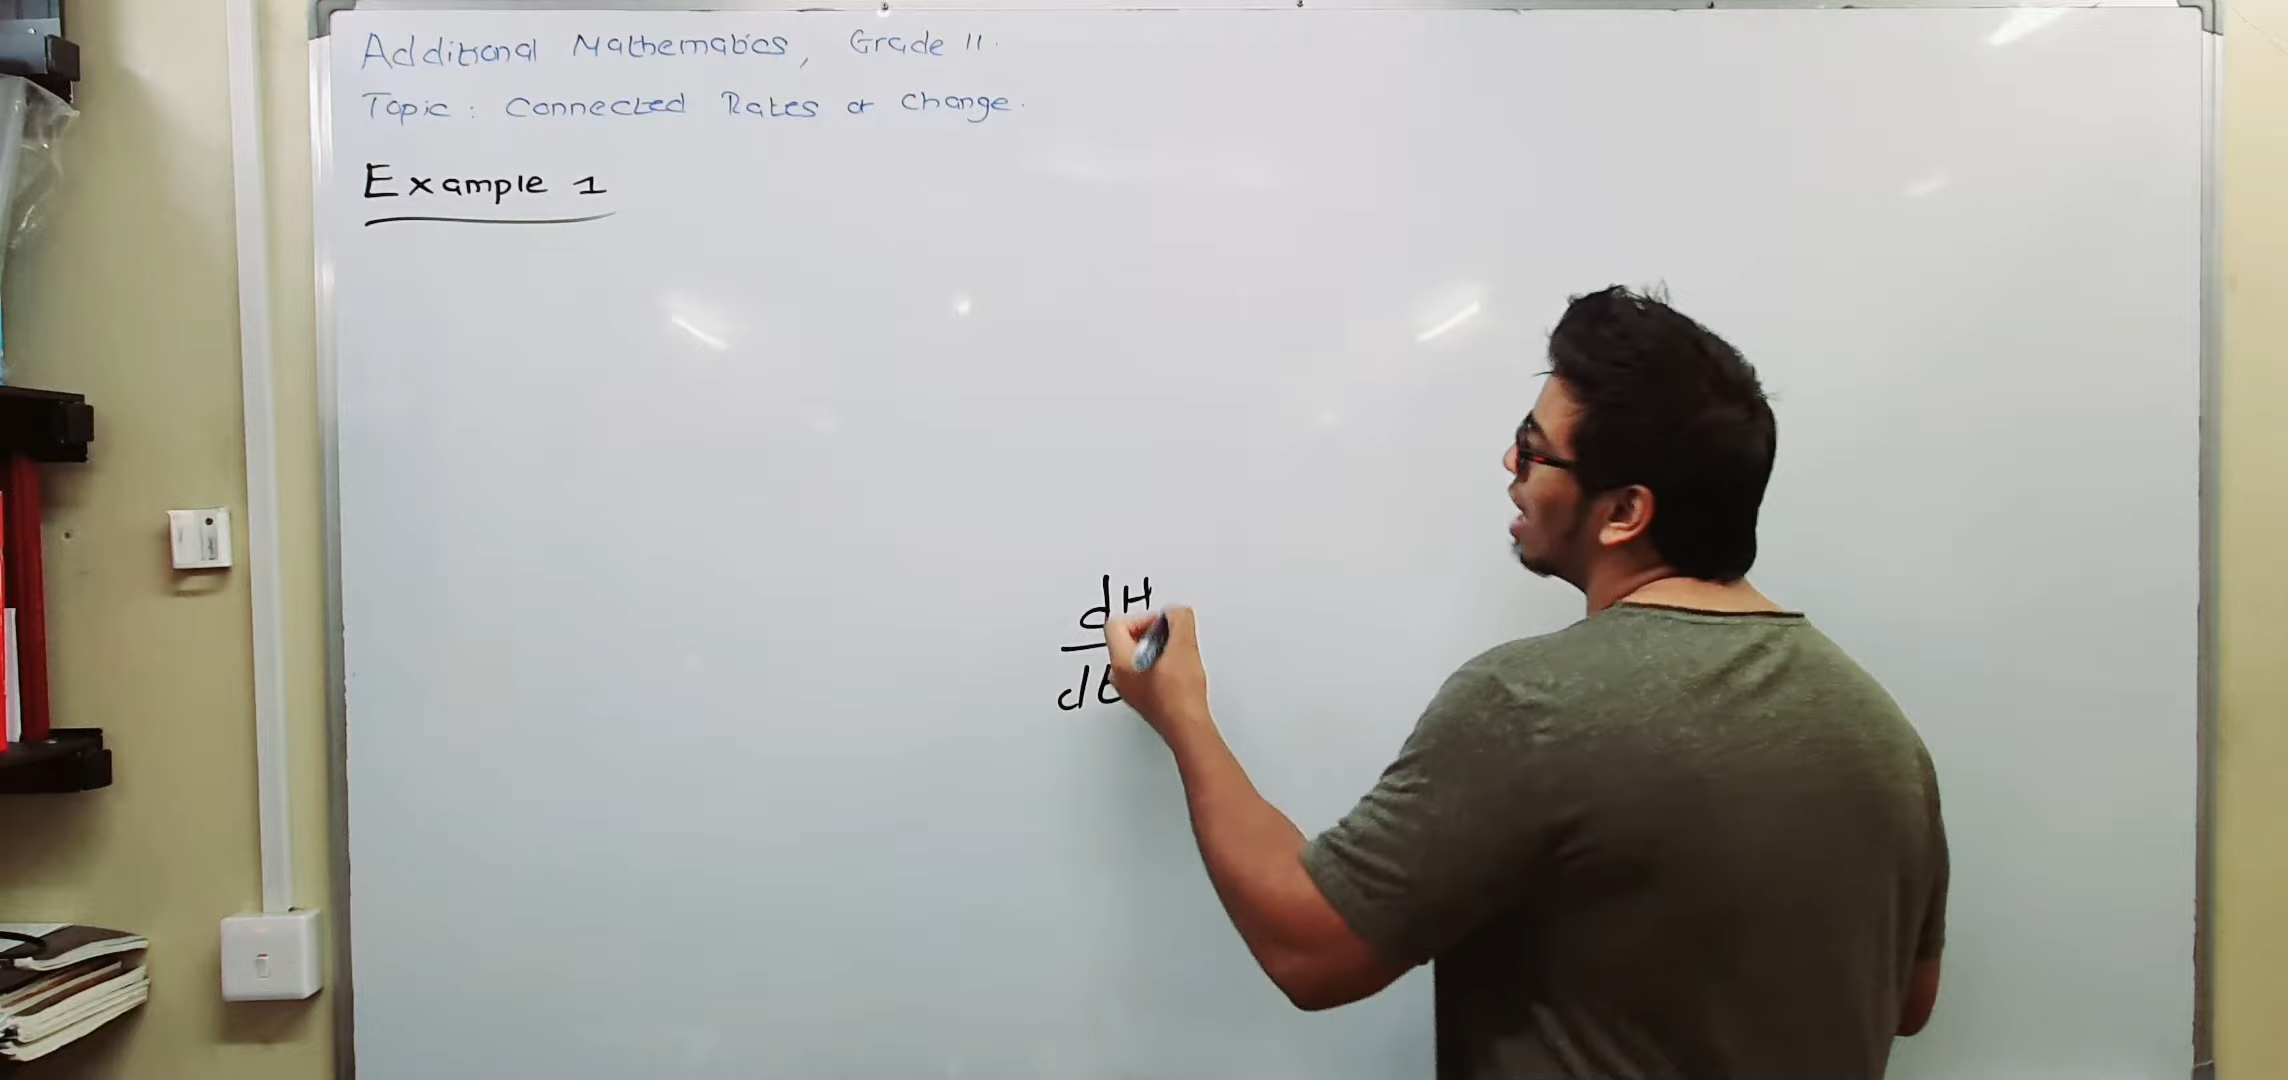 Additional Mathematics, Grade 11.
Topic: Connected Rates of Change.
Example 1
dH
dt